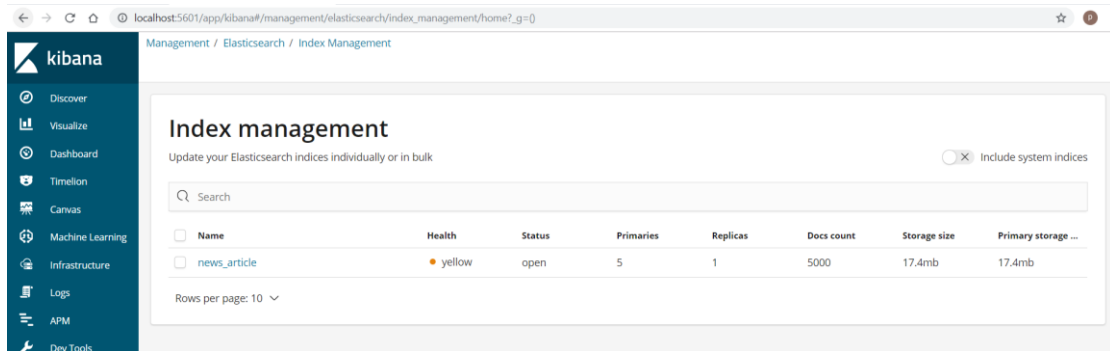 localhost:5601/app/kibana#/management/elasticsearch/index_management/home?_g=()
P
kibana
Management / Elasticsearch / Index Management
Discover
Visualize
Dashboard
Timelion
Canvas
Machine Learning
Infrastructure
Logs
APM
Dev Tools
Index management
Update your Elasticsearch indices individually or in bulk
Include system indices
Search
Name Health Status Primaries Replicas Docs count Storage size Primary storage ...
news_article yellow open 5 1 5000 17.4mb 17.4mb
Rows per page: 10